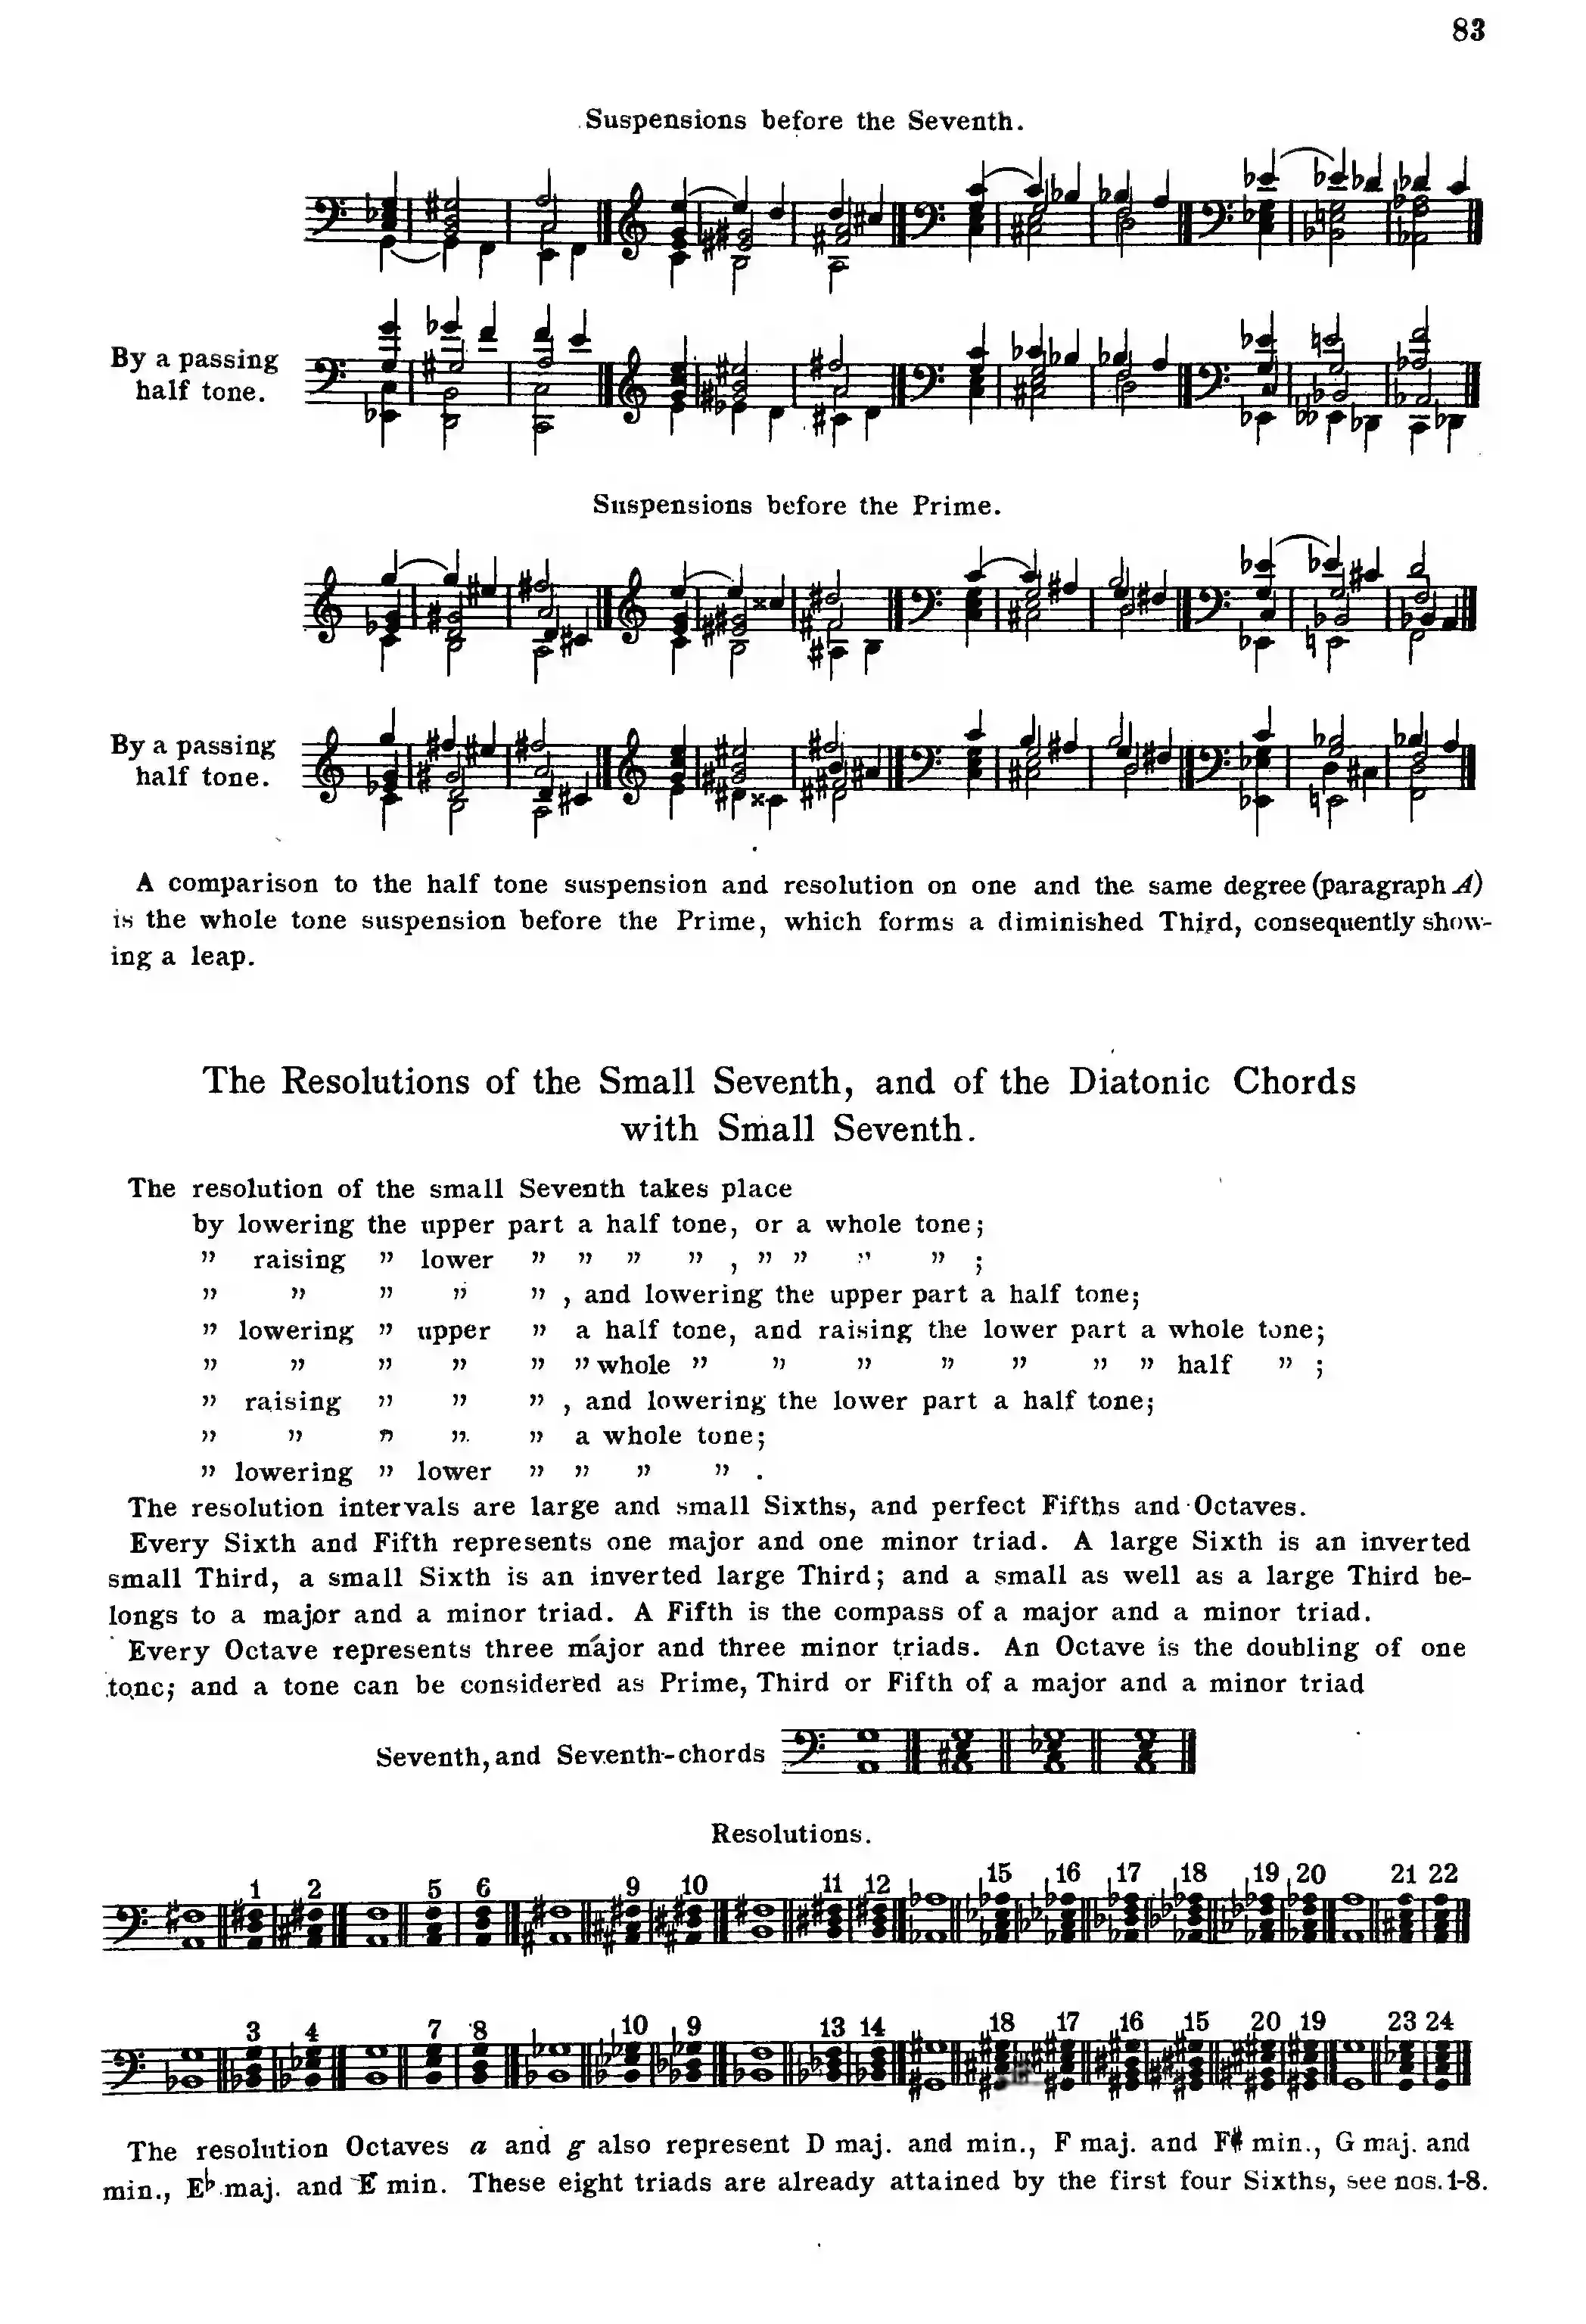 83
Suspensions before the Seventh.
By a passing
half tone.
Suspensions before the Prime.
By a passing
half tone.
A comparison to the half tone suspension and resolution on one and the same degree (paragraph A)
is the whole tone suspension before the Prime, which forms a diminished Third, consequently show-
ing a leap.
The Resolutions of the Small Seventh, and of the Diatonic Chords
with Small Seventh.
The resolution of the small Seventh takes place
by lowering the upper part a half tone, or a whole tone;
” raising ” lower ” ” ” ” , ” ” ” ” ;
” ” ” ” ” , and lowering the upper part a half tone;
” lowering ” upper ” a half tone, and raising the lower part a whole tone;
” ” ” ” ” ” whole ” ” ” ” ” ” ” half ” ;
” raising ” ” ” , and lowering the lower part a half tone;
” ” ” ” ” a whole tone;
” lowering ” lower ” ” ” ” .
The resolution intervals are large and small Sixths, and perfect Fifths and Octaves.
Every Sixth and Fifth represents one major and one minor triad. A large Sixth is an inverted
small Third, a small Sixth is an inverted large Third; and a small as well as a large Third be-
longs to a major and a minor triad. A Fifth is the compass of a major and a minor triad.
Every Octave represents three major and three minor triads. An Octave is the doubling of one
tone; and a tone can be considered as Prime, Third or Fifth of a major and a minor triad
Seventh, and Seventh-chords
Resolutions.
1 2 5 6 9 10 11 12 15 16 17 18 19 20 21 22
3 4 7 8 10 9 13 14 18 17 16 15 20 19 23 24
The resolution Octaves a and g also represent D maj. and min., F maj. and F♯ min., G maj. and
min., E♭ maj. and E min. These eight triads are already attained by the first four Sixths, see nos. 1-8.